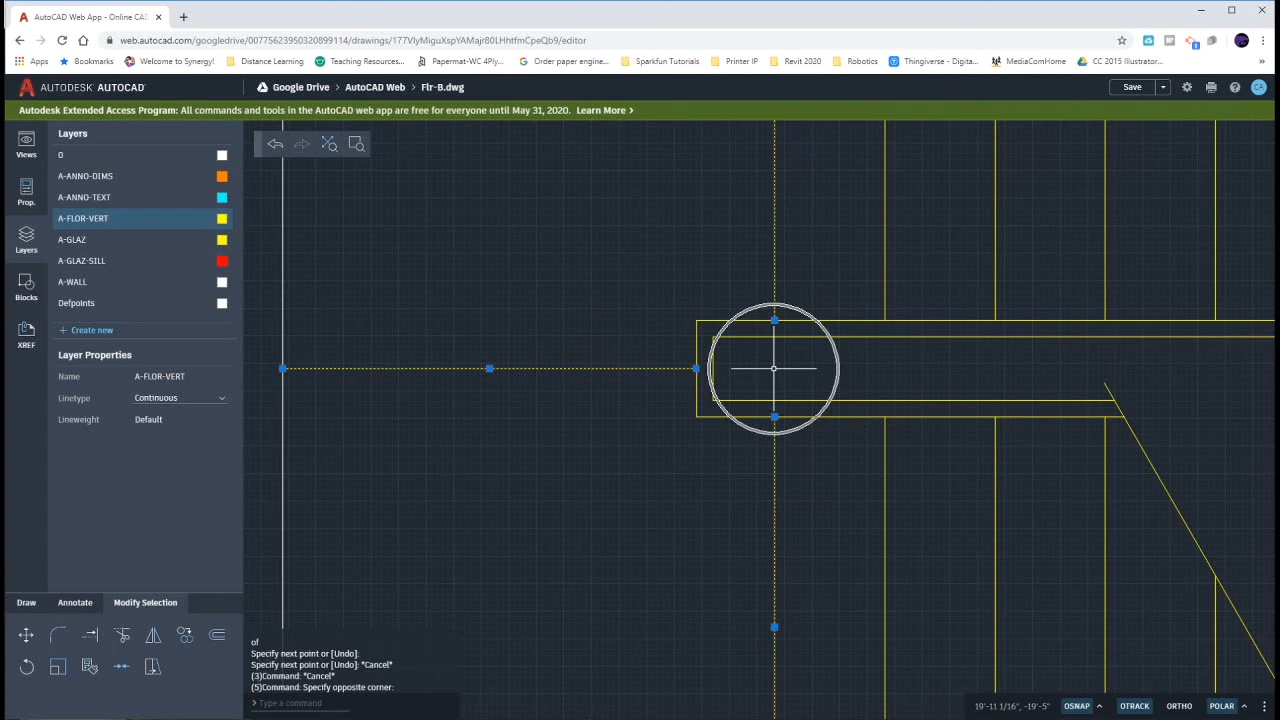 AutoCAD Web App - Online CAD
web.autocad.com/googledrive/00775623950320899114/drawings/177VlyMiguXspYAMajr80LHhtfmCpeQb9/editor
Apps Bookmarks Welcome to Synergy! Distance Learning Teaching Resources... Papermat-WC 4Ply... Order paper engine... Sparkfun Tutorials Printer IP Revit 2020 Robotics Thingiverse - Digita... MediaComHome CC 2015 Illustrator...
AUTODESK AUTOCAD Google Drive AutoCAD Web Flr-B.dwg Save CA
Autodesk Extended Access Program: All commands and tools in the AutoCAD web app are free for everyone until May 31, 2020. Learn More
Views
Prop.
Layers
Blocks
XREF
Layers
0
A-ANNO-DIMS
A-ANNO-TEXT
A-FLOR-VERT
A-GLAZ
A-GLAZ-SILL
A-WALL
Defpoints
+ Create new
Layer Properties
Name A-FLOR-VERT
Linetype Continuous
Lineweight Default
Draw Annotate Modify Selection
of
Specify next point or [Undo]:
Specify next point or [Undo]: *Cancel*
(3)Command: *Cancel*
(5)Command: Specify opposite corner:
Type a command
19'-11 1/16", -19'-5" OSNAP OTRACK ORTHO POLAR